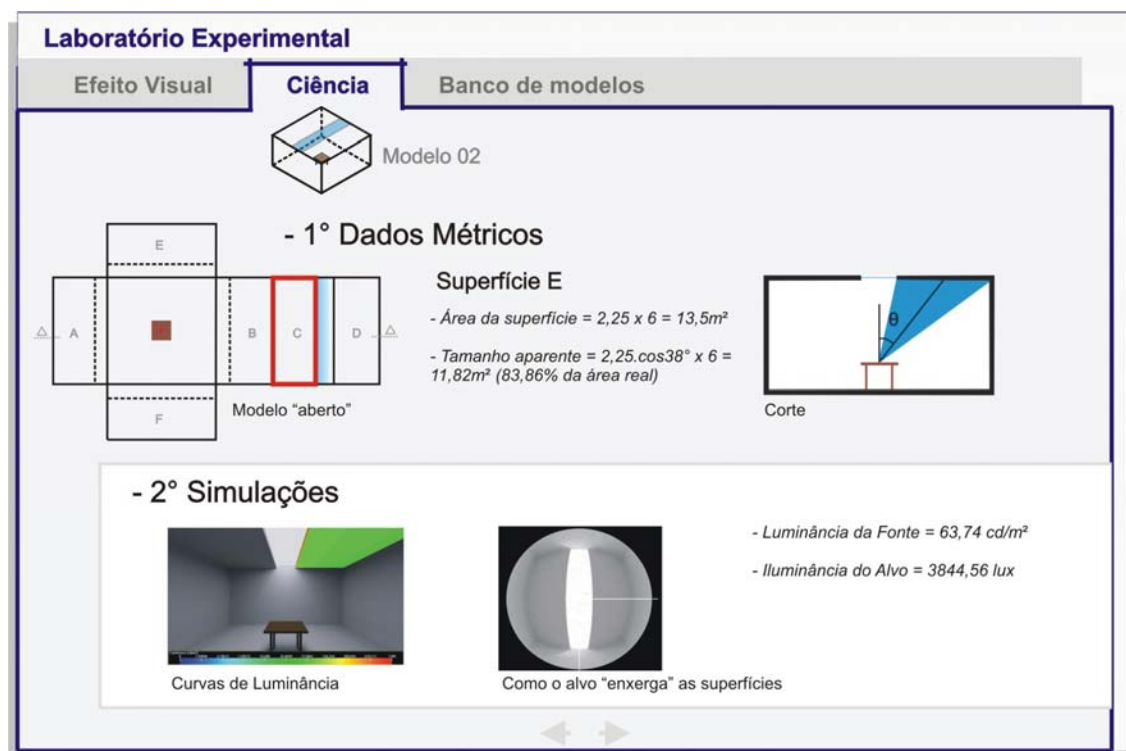 Laboratório Experimental
Efeito Visual
Ciência
Banco de modelos
Modelo 02
- 1° Dados Métricos
E
A
B
C
D
F
Modelo "aberto"
Superfície E
- Área da superfície = 2,25 x 6 = 13,5m²
- Tamanho aparente = 2,25.cos38° x 6 =
11,82m² (83,86% da área real)
θ
Corte
- 2° Simulações
Curvas de Luminância
Como o alvo "enxerga" as superfícies
- Luminância da Fonte = 63,74 cd/m²
- Iluminância do Alvo = 3844,56 lux